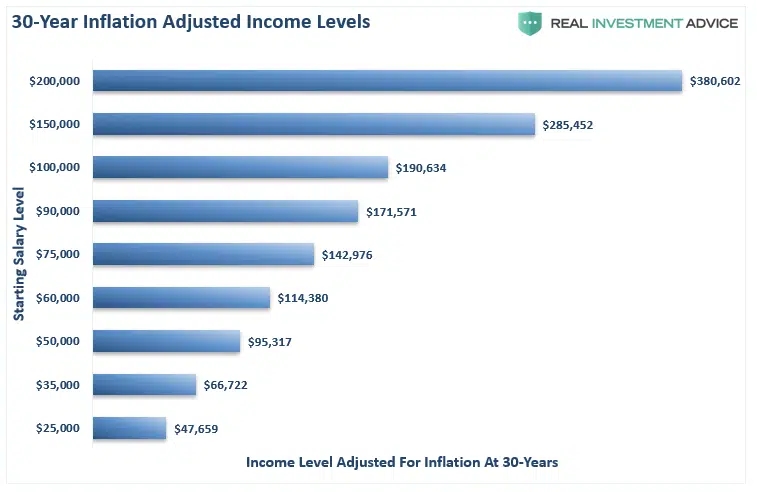 30-Year Inflation Adjusted Income Levels
REAL INVESTMENT ADVICE
Starting Salary Level
$200,000 $380,602
$150,000 $285,452
$100,000 $190,634
$90,000 $171,571
$75,000 $142,976
$60,000 $114,380
$50,000 $95,317
$35,000 $66,722
$25,000 $47,659
Income Level Adjusted For Inflation At 30-Years